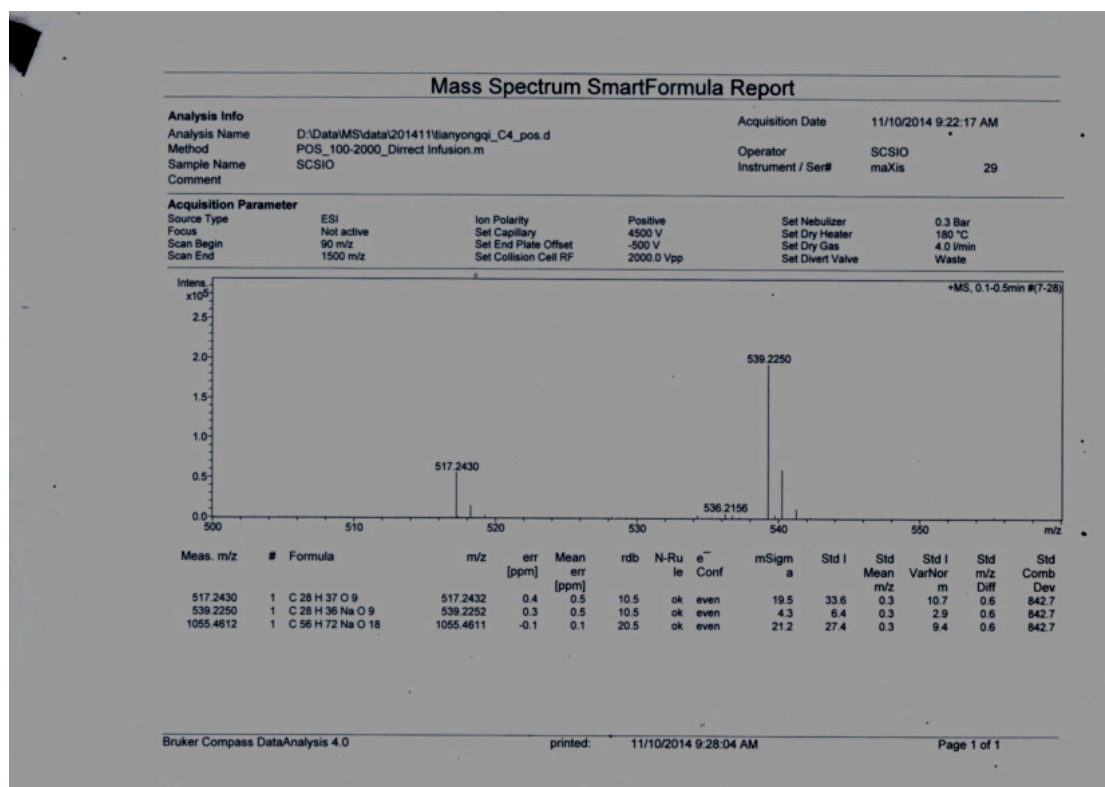 Mass Spectrum SmartFormula Report
Analysis Info
Acquisition Date 11/10/2014 9:22:17 AM
Analysis Name D:\Data\MS\data\201411\tianyongqi_C4_pos.d
Method POS_100-2000_Dirrect Infusion.m
Operator SCSIO
Sample Name SCSIO
Instrument / Ser# maXis 29
Comment
Acquisition Parameter
Source Type ESI Ion Polarity Positive Set Nebulizer 0.3 Bar
Focus Not active Set Capillary 4500 V Set Dry Heater 180 °C
Scan Begin 90 m/z Set End Plate Offset -500 V Set Dry Gas 4.0 l/min
Scan End 1500 m/z Set Collision Cell RF 2000.0 Vpp Set Divert Valve Waste
Intens.
x10⁵
+MS, 0.1-0.5min #(7-28)
2.5
2.0
539.2250
1.5
1.0
517.2430
0.5
536.2156
0.0
500 510 520 530 540 550 m/z
Meas. m/z # Formula m/z err [ppm] Mean err [ppm] rdb N-Ru le e⁻ Conf mSigm a Std I Std Mean m/z Std I VarNor m Std m/z Diff Std Comb Dev
517.2430 1 C 28 H 37 O 9 517.2432 0.4 0.5 10.5 ok even 19.5 33.6 0.3 10.7 0.6 842.7
539.2250 1 C 28 H 36 Na O 9 539.2252 0.3 0.5 10.5 ok even 4.3 6.4 0.3 2.9 0.6 842.7
1055.4612 1 C 56 H 72 Na O 18 1055.4611 -0.1 0.1 20.5 ok even 21.2 27.4 0.3 9.4 0.6 842.7
Bruker Compass DataAnalysis 4.0 printed: 11/10/2014 9:28:04 AM Page 1 of 1